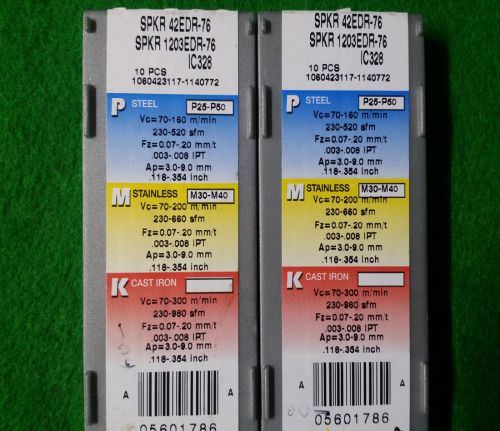 SPKR 42EDR-76
SPKR 1203EDR-76
IC328
10 PCS
1060423117-1140772
P STEEL P25-P50
Vc=70-160 m/min
230-520 sfm
Fz=0.07-.20 mm/t
.003-.008 IPT
Ap=3.0-9.0 mm
.118-.354 inch
M STAINLESS M30-M40
Vc=70-200 m/min
230-660 sfm
Fz=0.07-.20 mm/t
.003-.008 IPT
Ap=3.0-9.0 mm
.118-.354 inch
K CAST IRON
Vc=70-300 m/min
230-980 sfm
Fz=0.07-.20 mm/t
.003-.008 IPT
Ap=3.0-9.0 mm
.118-.354 inch
A A
05601786
SPKR 42EDR-76
SPKR 1203EDR-76
IC328
10 PCS
1060423117-1140772
P STEEL P25-P50
Vc=70-160 m/min
230-520 sfm
Fz=0.07-.20 mm/t
.003-.008 IPT
Ap=3.0-9.0 mm
.118-.354 inch
M STAINLESS M30-M40
Vc=70-200 m/min
230-660 sfm
Fz=0.07-.20 mm/t
.003-.008 IPT
Ap=3.0-9.0 mm
.118-.354 inch
K CAST IRON
Vc=70-300 m/min
230-980 sfm
Fz=0.07-.20 mm/t
.003-.008 IPT
Ap=3.0-9.0 mm
.118-.354 inch
A A
05601786